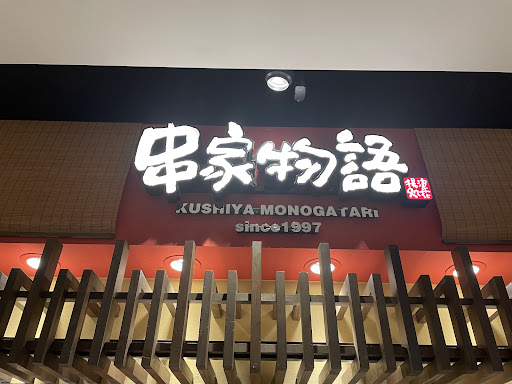 串家物語
KUSHIYA MONOGATARI
since1997